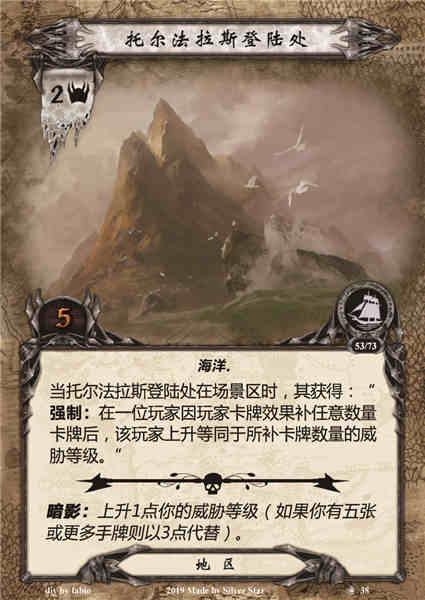 托尔法拉斯登陆处
2
5
53/73
海洋.
当托尔法拉斯登陆处在场景区时，其获得：“
强制：在一位玩家因玩家卡牌效果补任意数量
卡牌后，该玩家上升等同于所补卡牌数量的威
胁等级。“
暗影：上升1点你的威胁等级（如果你有五张
或更多手牌则以3点代替）。
地区
diy by fabio
2019 Made by Silver Star
38